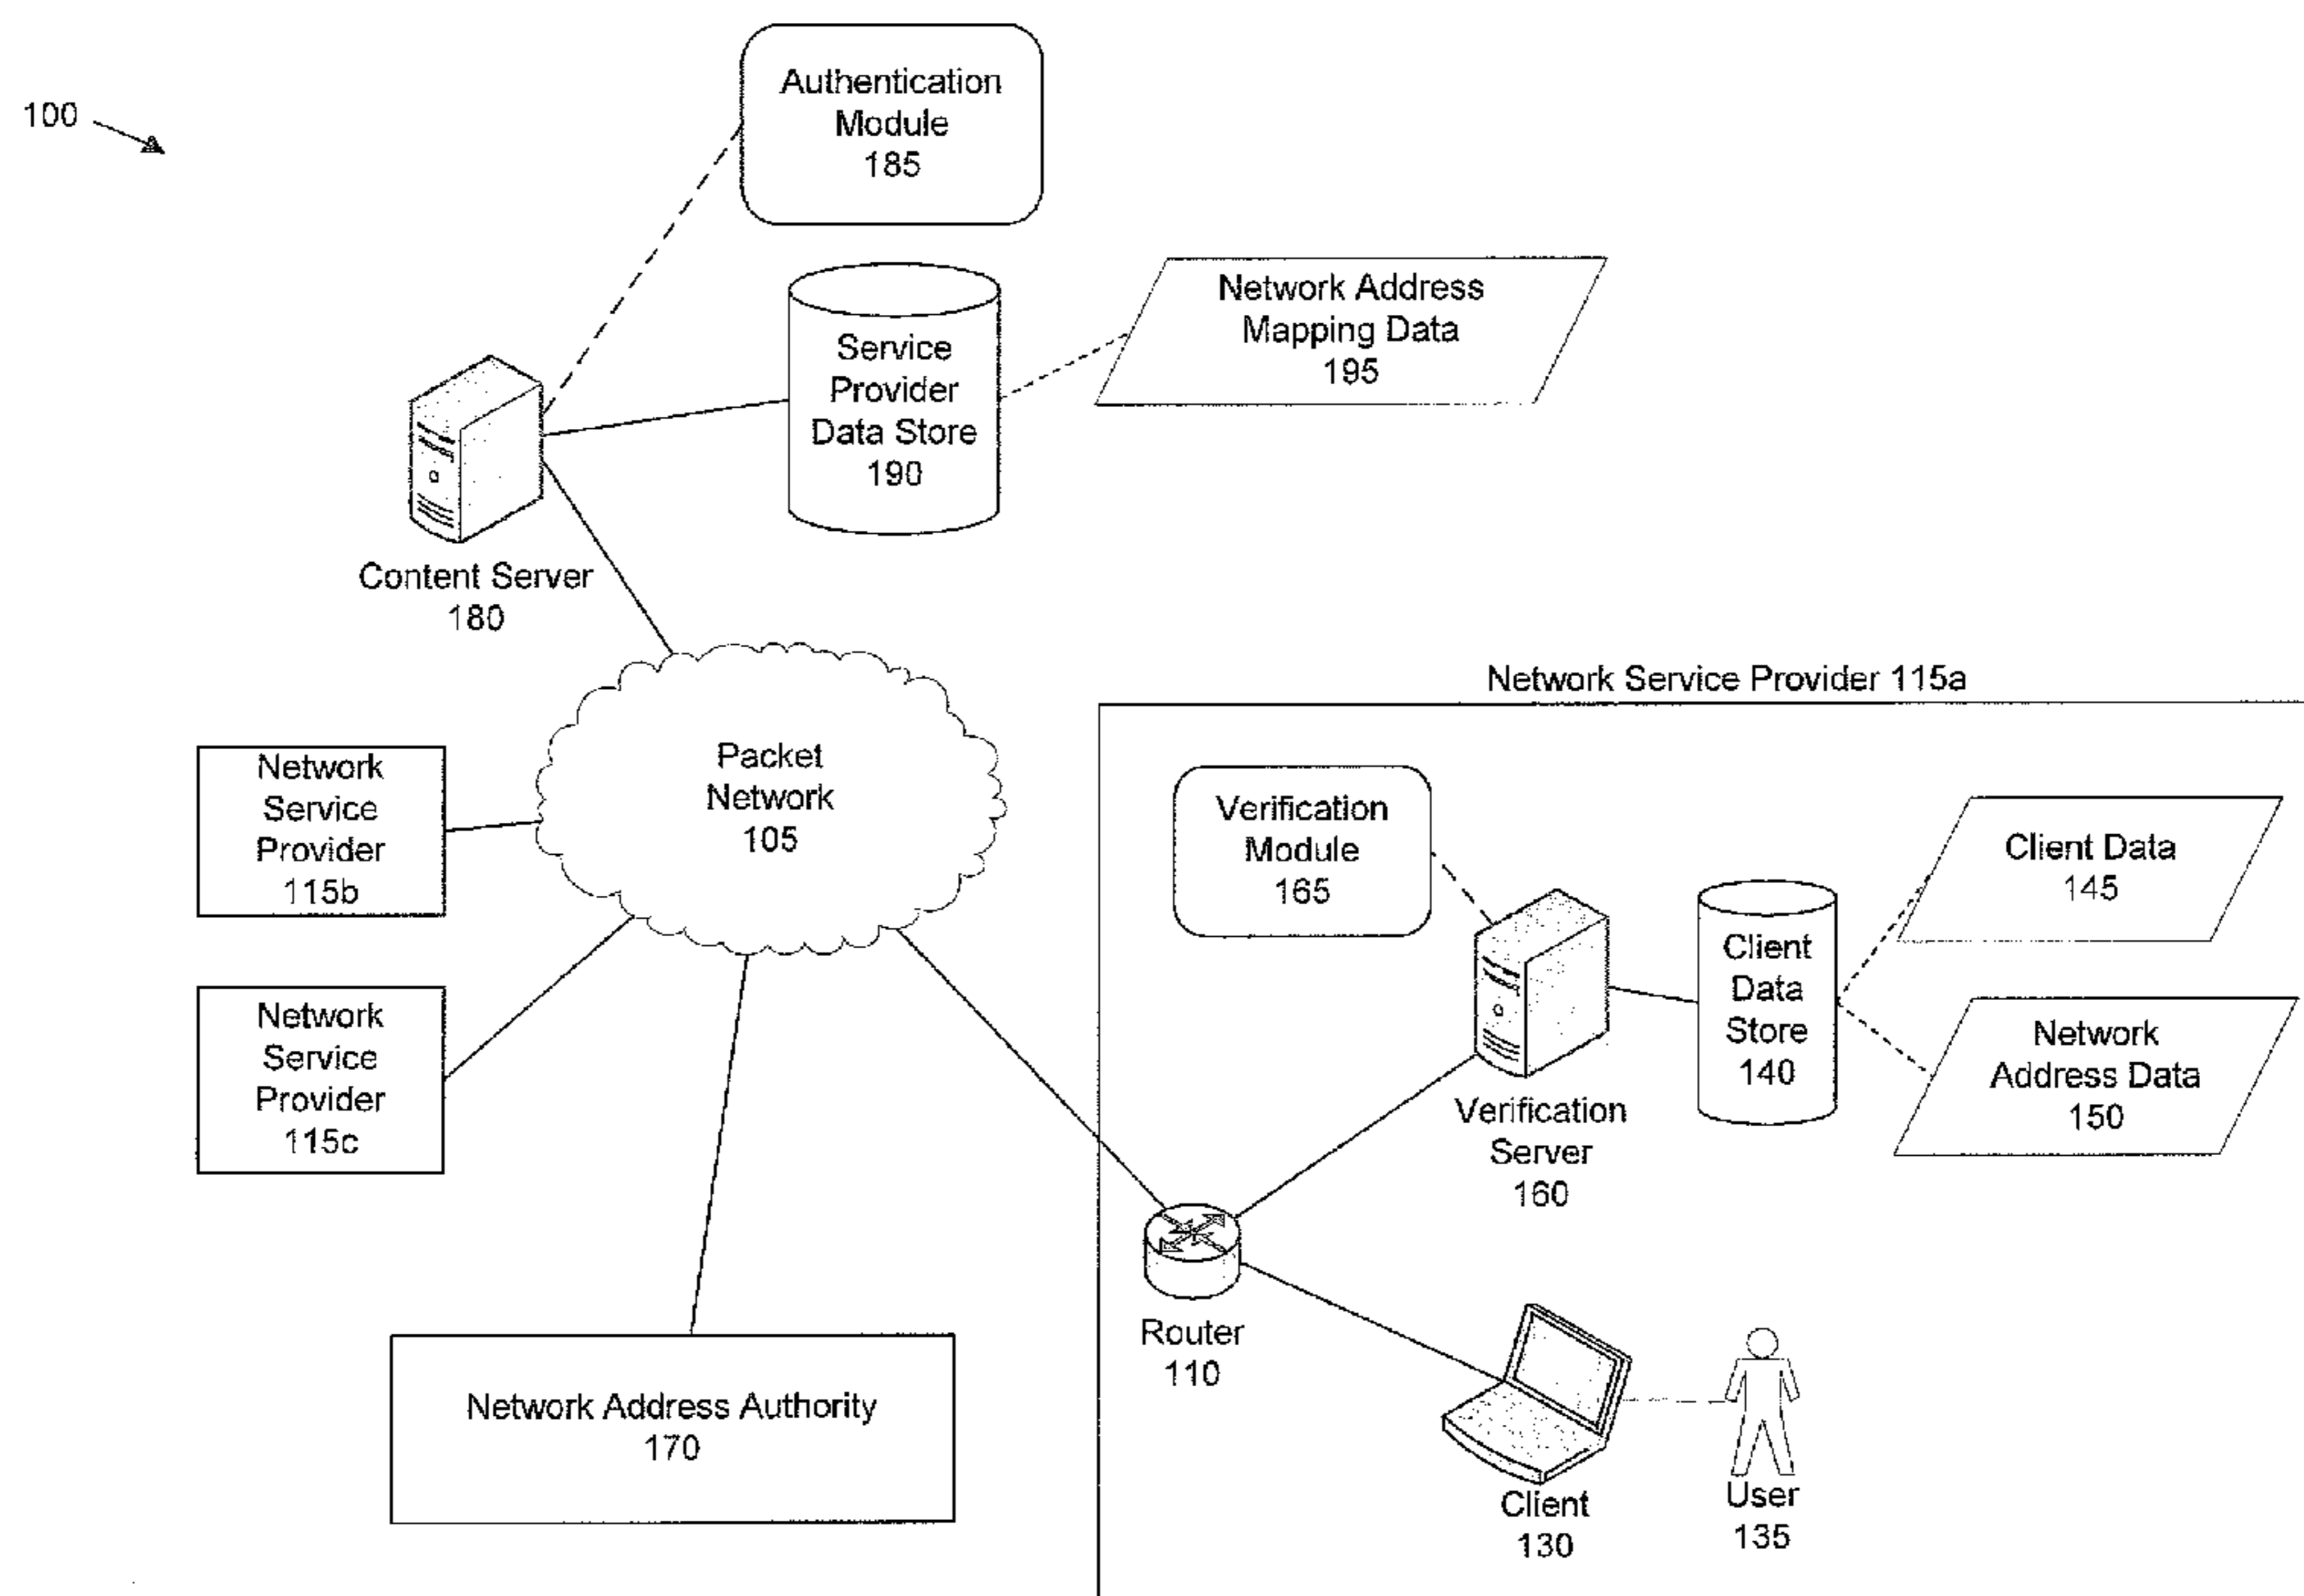 100
Authentication
Module
185
Service
Provider
Data Store
190
Network Address
Mapping Data
195
Content Server
180
Packet
Network
105
Network
Service
Provider
115b
Network
Service
Provider
115c
Network Address Authority
170
Network Service Provider 115a
Verification
Module
165
Verification
Server
160
Client
Data
Store
140
Client Data
145
Network
Address Data
150
Router
110
Client
130
User
135